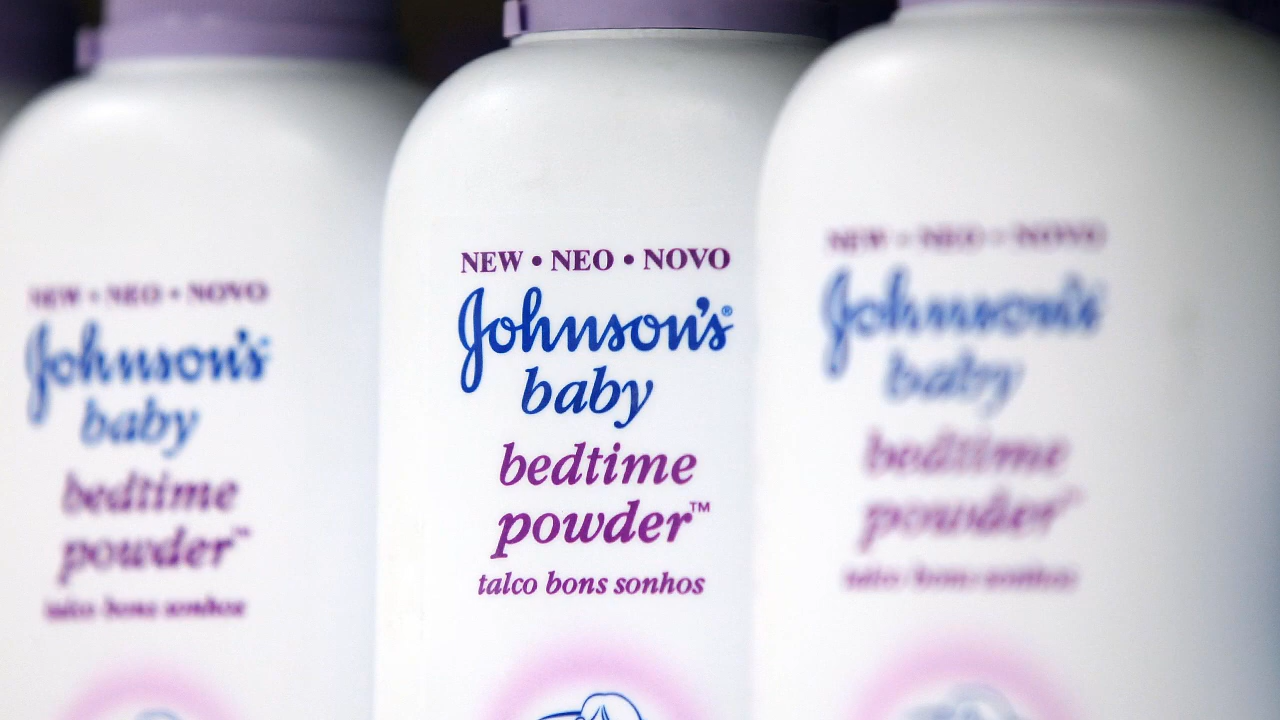 NEW • NEO • NOVO
Johnson's
baby
bedtime
powder™
talco bons sonhos
NEW • NEO • NOVO
Johnson's®
baby
bedtime
powder™
talco bons sonhos
NEW • NEO • NOVO
Johnson's
baby
bedtime
powder™
talco bons sonhos